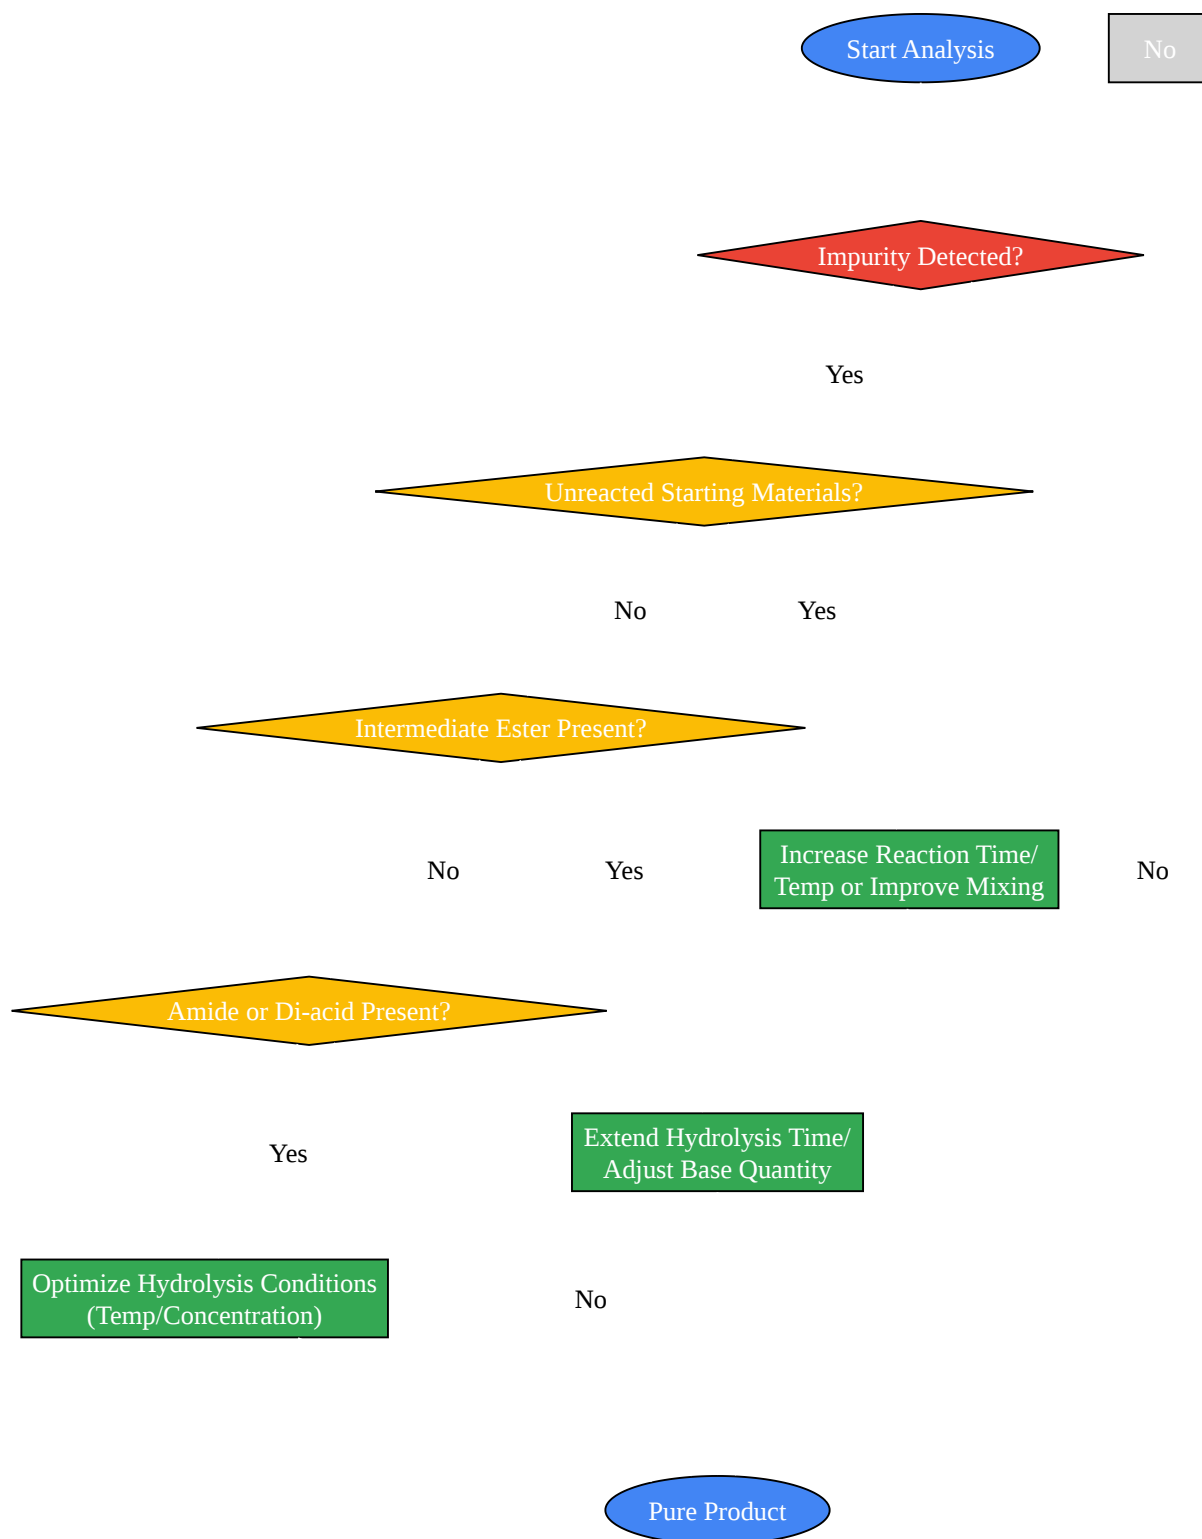 Start Analysis
No
Impurity Detected?
Yes
Unreacted Starting Materials?
No
Yes
Intermediate Ester Present?
No
Yes
Increase Reaction Time/
Temp or Improve Mixing
No
Amide or Di-acid Present?
Yes
Extend Hydrolysis Time/
Adjust Base Quantity
Optimize Hydrolysis Conditions
(Temp/Concentration)
No
Pure Product